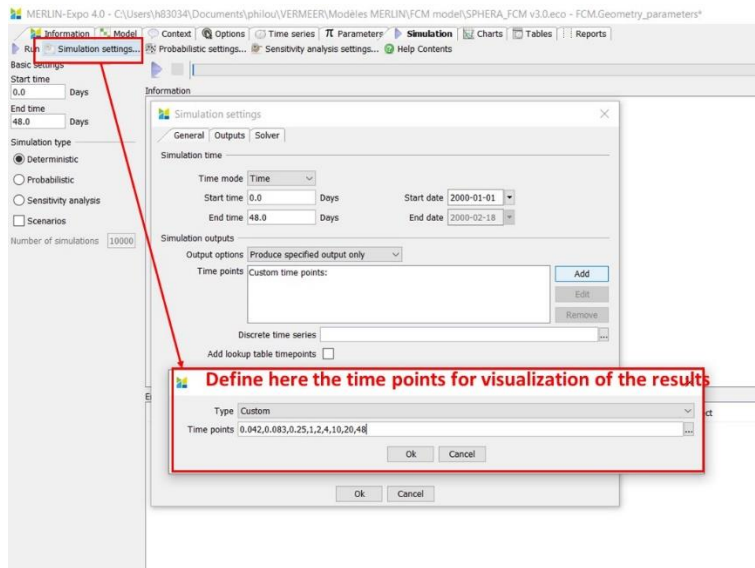 MERLIN-Expo 4.0 - C:\Users\h83034\Documents\philou\VERMEER\Modèles MERLIN\FCM model\SPHERA_FCM v3.0.eco - FCM.Geometry_parameters*
Information Model Context Options Time series π Parameters Simulation Charts Tables Reports
Run Simulation settings... Probabilistic settings... Sensitivity analysis settings... Help Contents
Basic settings
Start time
0.0 Days
End time
48.0 Days
Simulation type
Deterministic
Probabilistic
Sensitivity analysis
Scenarios
Number of simulations 10000
Information
Simulation settings
General Outputs Solver
Simulation time
Time mode Time
Start time 0.0 Days Start date 2000-01-01
End time 48.0 Days End date 2000-02-18
Simulation outputs
Output options Produce specified output only
Time points Custom time points: Add
Edit
Remove
Discrete time series ...
Add lookup table timepoints
Define here the time points for visualization of the results
Type Custom
Time points 0.042,0.083,0.25,1,2,4,10,20,48 ...
Ok Cancel
Ok Cancel